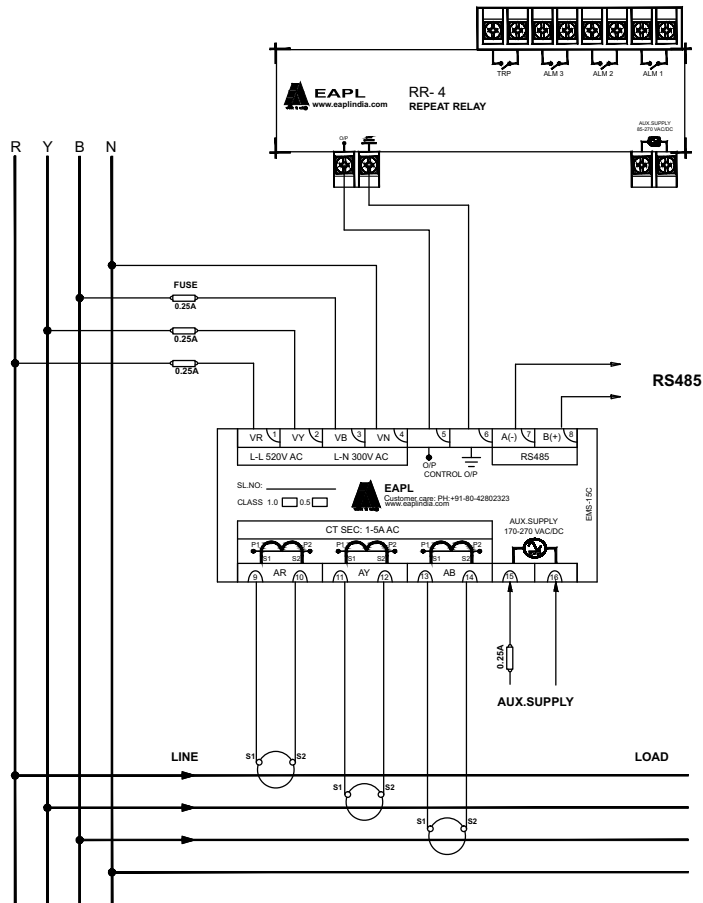 TRP ALM 3 ALM 2 ALM 1
EAPL
www.eaplindia.com
RR- 4
REPEAT RELAY
AUX.SUPPLY
85-270 VAC/DC
O/P
R Y B N
FUSE
0.25A
0.25A
0.25A
RS485
VR 1 VY 2 VB 3 VN 4 5 6 A(-) 7 B(+) 8
L-L 520V AC L-N 300V AC
RS485
O/P
CONTROL O/P
SL.NO:
CLASS 1.0 0.5
EAPL
Customer care: PH:+91-80-42802323
www.eaplindia.com
EMS-15C
CT SEC: 1-5A AC
AUX.SUPPLY
170-270 VAC/DC
P1 P2 P1 P2 P1 P2
S1 S2 S1 S2 S1 S2
9 AR 10 11 AY 12 13 AB 14 15 16
0.25A
AUX.SUPPLY
LINE
LOAD
S1 S2
S1 S2
S1 S2